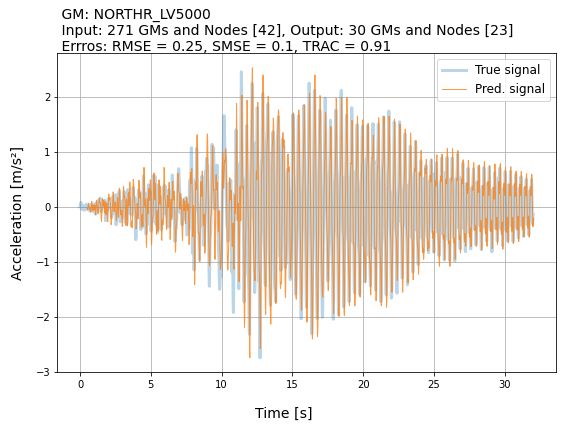 GM: NORTHR_LV5000
Input: 271 GMs and Nodes [42], Output: 30 GMs and Nodes [23]
Errros: RMSE = 0.25, SMSE = 0.1, TRAC = 0.91
True signal
Pred. signal
Acceleration [m/s²]
2
1
0
−1
−2
−3
0 5 10 15 20 25 30
Time [s]